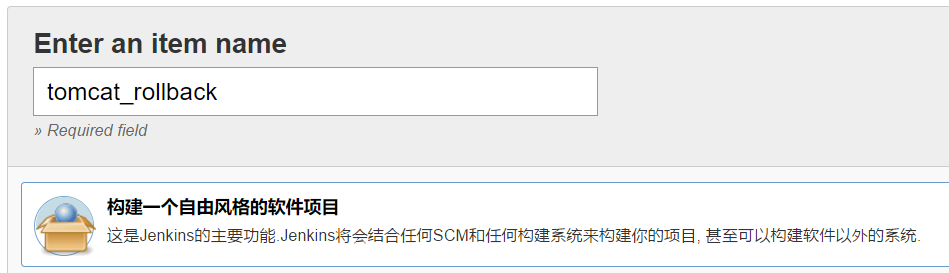 Enter an item name
tomcat_rollback
» Required field
构建一个自由风格的软件项目
这是Jenkins的主要功能.Jenkins将会结合任何SCM和任何构建系统来构建你的项目, 甚至可以构建软件以外的系统.